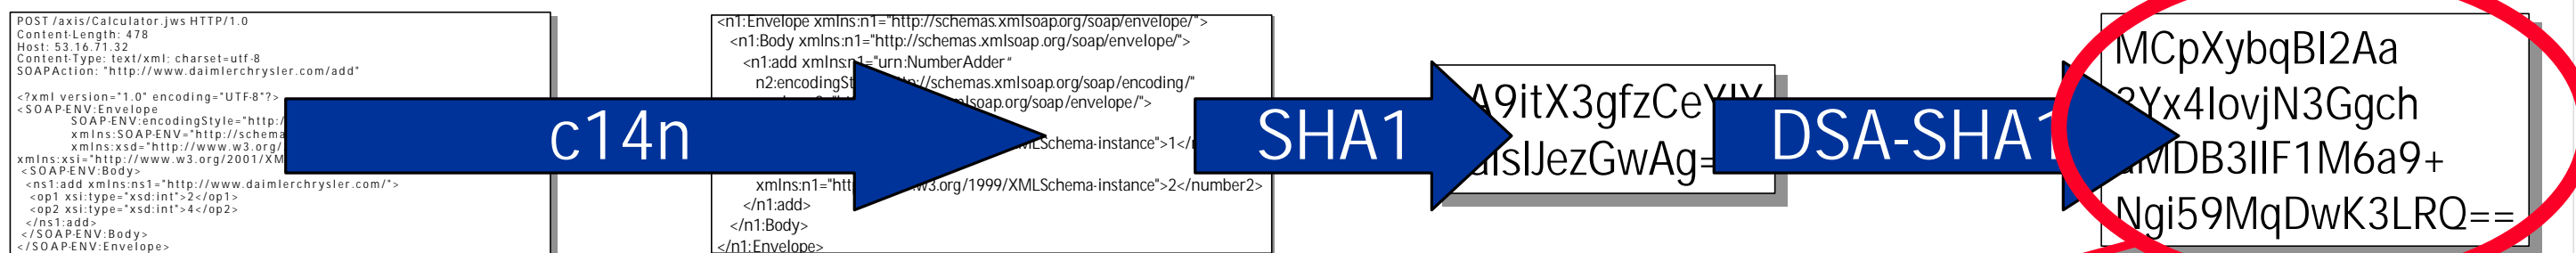 POST /axis/Calculator.jws HTTP/1.0
Content-Length: 478
Host: 53.16.71.32
Content-Type: text/xml: charset=utf-8
SOAPAction: "http://www.daimlerchrysler.com/add"
<?xml version="1.0" encoding="UTF-8"?>
<SOAP-ENV:Envelope
SOAP-ENV:encodingStyle="http:/
xmlns:SOAP-ENV="http://schema
xmlns:xsd="http://www.w3.org/
xmlns:xsi="http://www.w3.org/2001/XM
<SOAP-ENV:Body>
<ns1:add xmlns:ns1="http://www.daimlerchrysler.com/">
<op1 xsi:type="xsd:int">2</op1>
<op2 xsi:type="xsd:int">4</op2>
</ns1:add>
</SOAP-ENV:Body>
</SOAP-ENV:Envelope>
c14n
<n1:Envelope xmlns:n1="http://schemas.xmlsoap.org/soap/envelope/">
<n1:Body xmlns:n1="http://schemas.xmlsoap.org/soap/envelope/">
<n1:add xmlns:n1="urn:NumberAdder"
n2:encodingSt tp://schemas.xmlsoap.org/soap/encoding/"
lsoap.org/soap/envelope/">
MLSchema-instance">1</
xmlns:n1="htt w3.org/1999/XMLSchema-instance">2</number2>
</n1:add>
</n1:Body>
</n1:Envelope>
SHA1
A9itX3gfzCeYIY
IsIJezGwAg=
DSA-SHA1
MCpXybqBI2Aa
Yx4IovjN3Ggch
MDB3IIF1M6a9+
Ngi59MqDwK3LRQ==